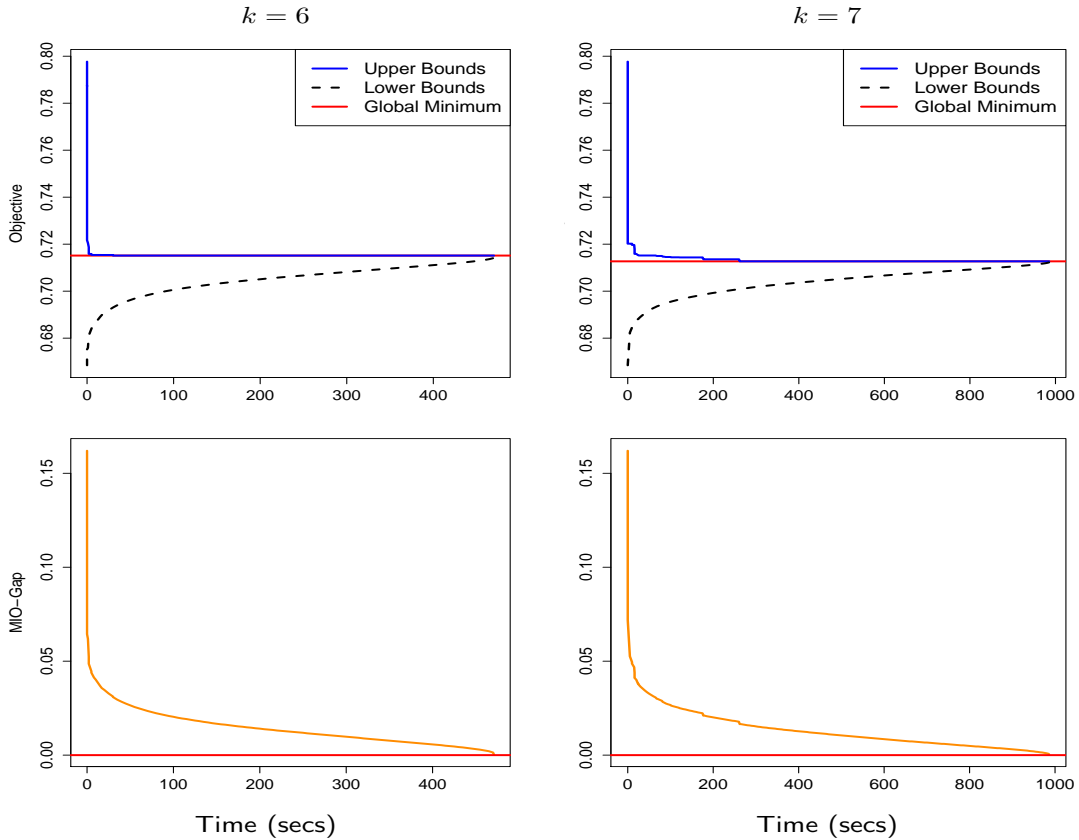 k = 6
k = 7
Objective
0.68 0.70 0.72 0.74 0.76 0.78 0.80
Upper Bounds
Lower Bounds
Global Minimum
0 100 200 300 400
0.68 0.70 0.72 0.74 0.76 0.78 0.80
Upper Bounds
Lower Bounds
Global Minimum
0 200 400 600 800 1000
MIO-Gap
0.00 0.05 0.10 0.15
0 100 200 300 400
Time (secs)
0.00 0.05 0.10 0.15
0 200 400 600 800 1000
Time (secs)